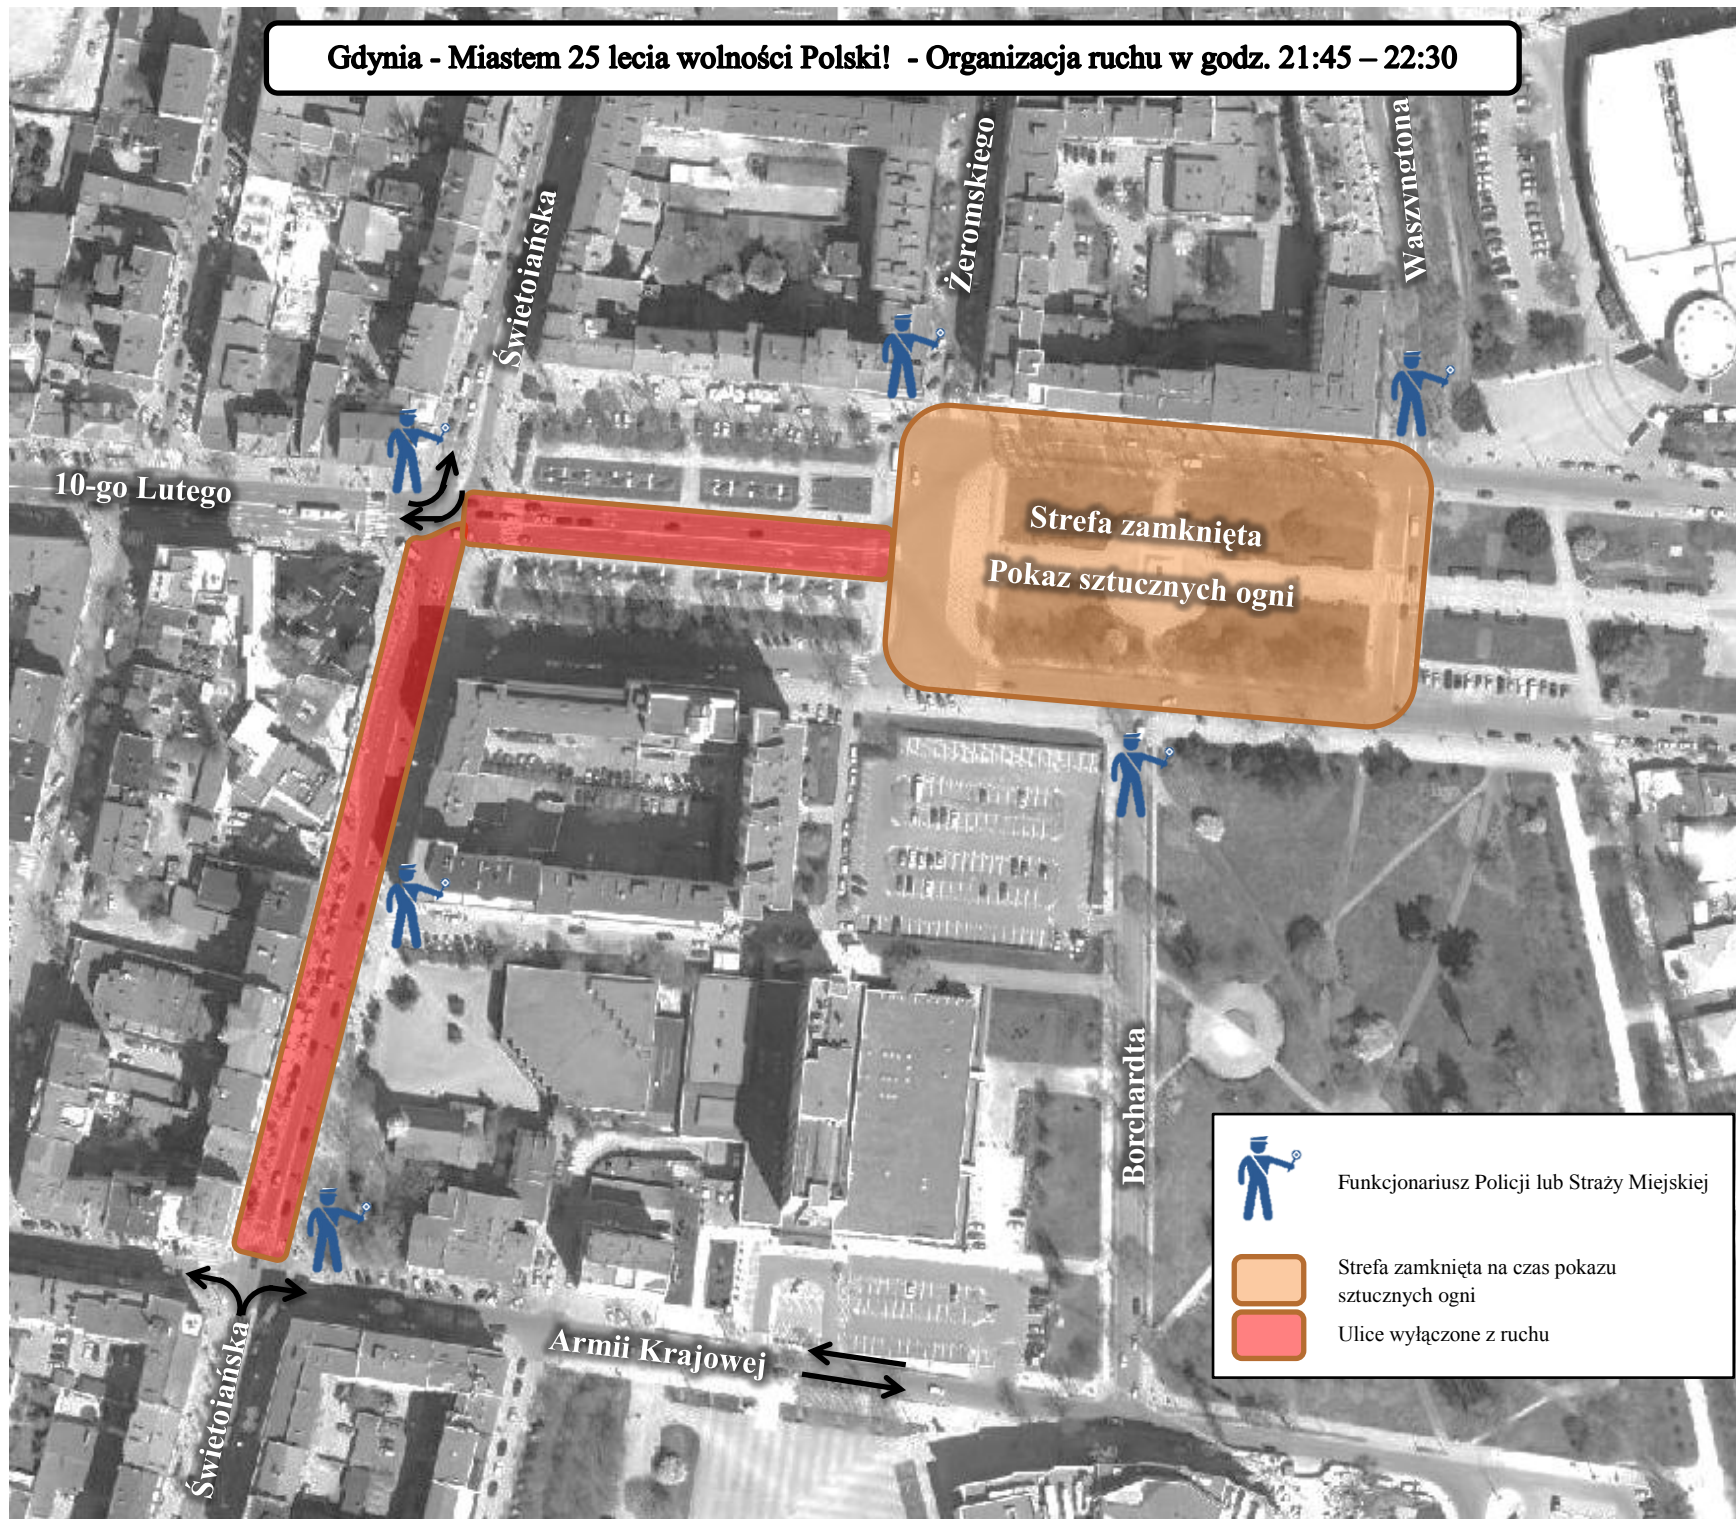 Gdynia - Miastem 25 lecia wolności Polski! - Organizacja ruchu w godz. 21:45 – 22:30
Waszyngtona
Żeromskiego
Świetojańska
10-go Lutego
Strefa zamknięta
Pokaz sztucznych ogni
Borchardta
Funkcjonariusz Policji lub Straży Miejskiej
Strefa zamknięta na czas pokazu
sztucznych ogni
Ulice wyłączone z ruchu
Armii Krajowej
Świetojańska